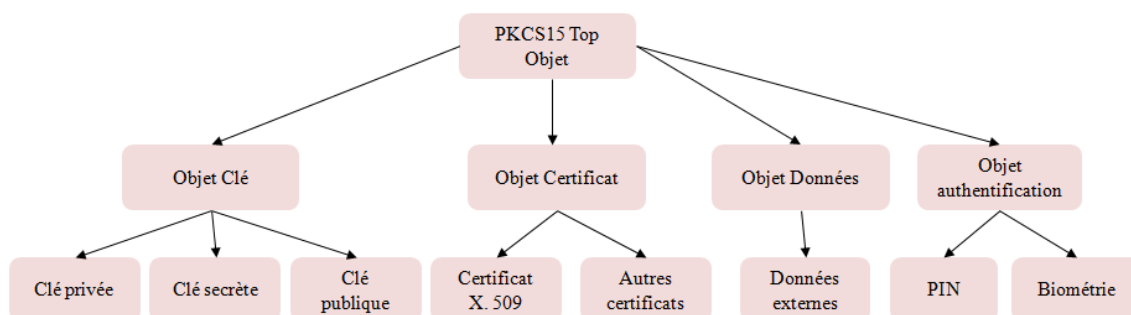 PKCS15 Top
Objet
Objet Clé
Objet Certificat
Objet Données
Objet
authentification
Clé privée
Clé secrète
Clé
publique
Certificat
X. 509
Autres
certificats
Données
externes
PIN
Biométrie